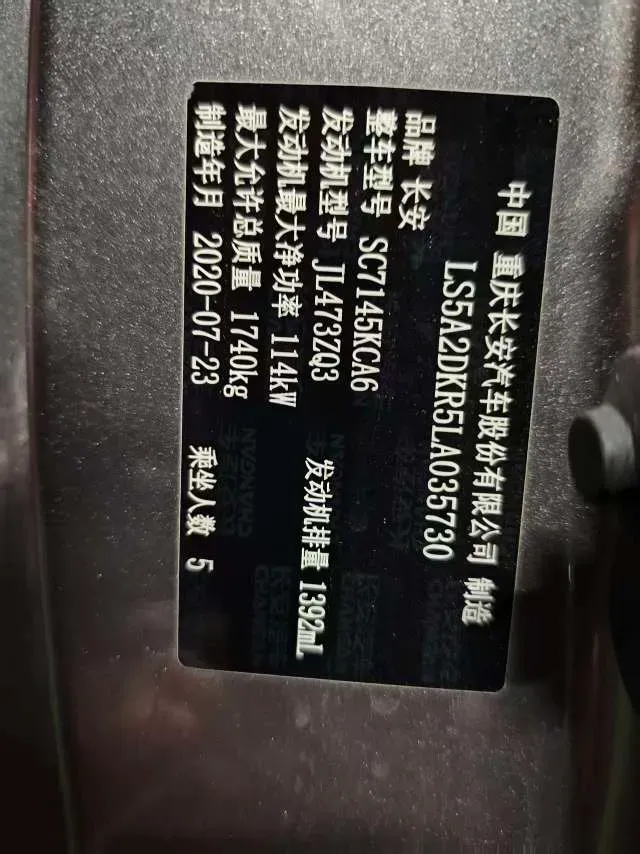 中国 重庆长安汽车股份有限公司 制造
LS5A2DKR5LA035730
品牌 长安
整车型号 SC7145KCA6
发动机型号 JL473ZQ3 发动机排量 1392mL
发动机最大净功率 114kW
最大允许总质量 1740kg
制造年月 2020-07-23 乘坐人数 5